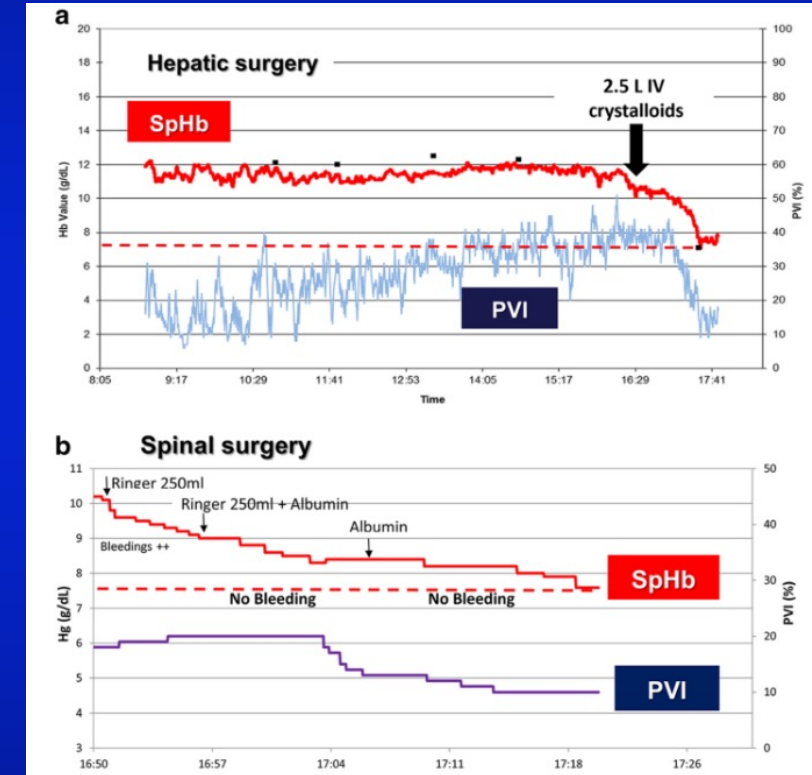 a
Hepatic surgery
2.5 L IV
crystalloids
SpHb
PVI
Hb Value (g/dL)
20
18
16
14
12
10
8
6
4
2
0
PVI (%)
100
90
80
70
60
50
40
30
20
10
0
8:05 9:17 10:29 11:41 12:53 14:05 15:17 16:29 17:41
Time
b
Spinal surgery
Ringer 250ml
Ringer 250ml + Albumin
Albumin
Bleedings ++
SpHb
No Bleeding No Bleeding
PVI
Hg (g/dL)
11
10
9
8
7
6
5
4
3
PVI (%)
50
40
30
20
10
0
16:50 16:57 17:04 17:11 17:18 17:26